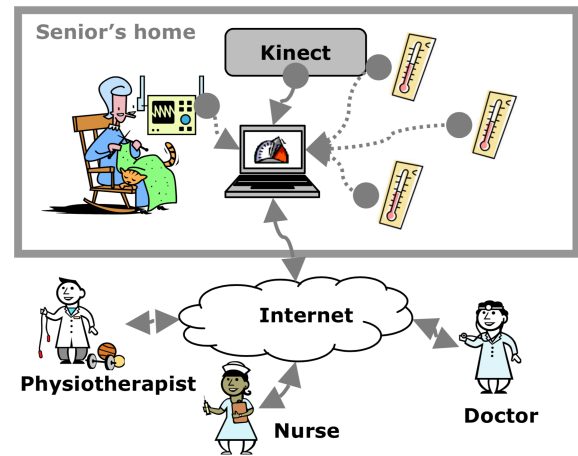 Senior's home
Kinect
Internet
Physiotherapist
Nurse
Doctor